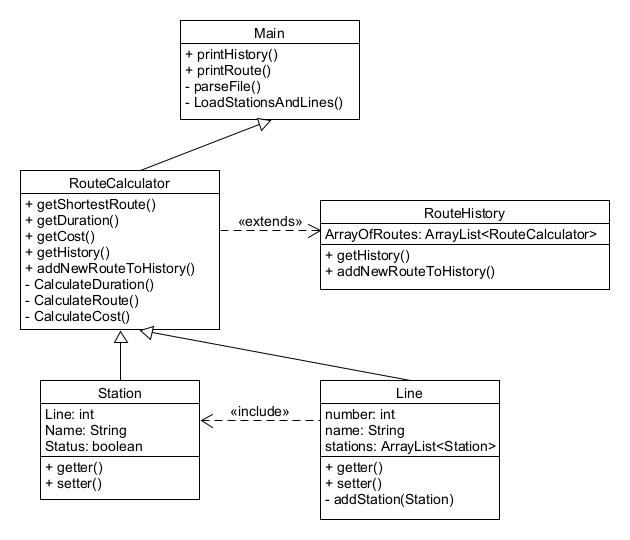 Main
+ printHistory()
+ printRoute()
- parseFile()
- LoadStationsAndLines()
RouteCalculator
+ getShortestRoute()
+ getDuration()
+ getCost()
+ getHistory()
+ addNewRouteToHistory()
- CalculateDuration()
- CalculateRoute()
- CalculateCost()
«extends»
RouteHistory
ArrayOfRoutes: ArrayList<RouteCalculator>
+ getHistory()
+ addNewRouteToHistory()
Station
Line: int
Name: String
Status: boolean
+ getter()
+ setter()
«include»
Line
number: int
name: String
stations: ArrayList<Station>
+ getter()
+ setter()
- addStation(Station)